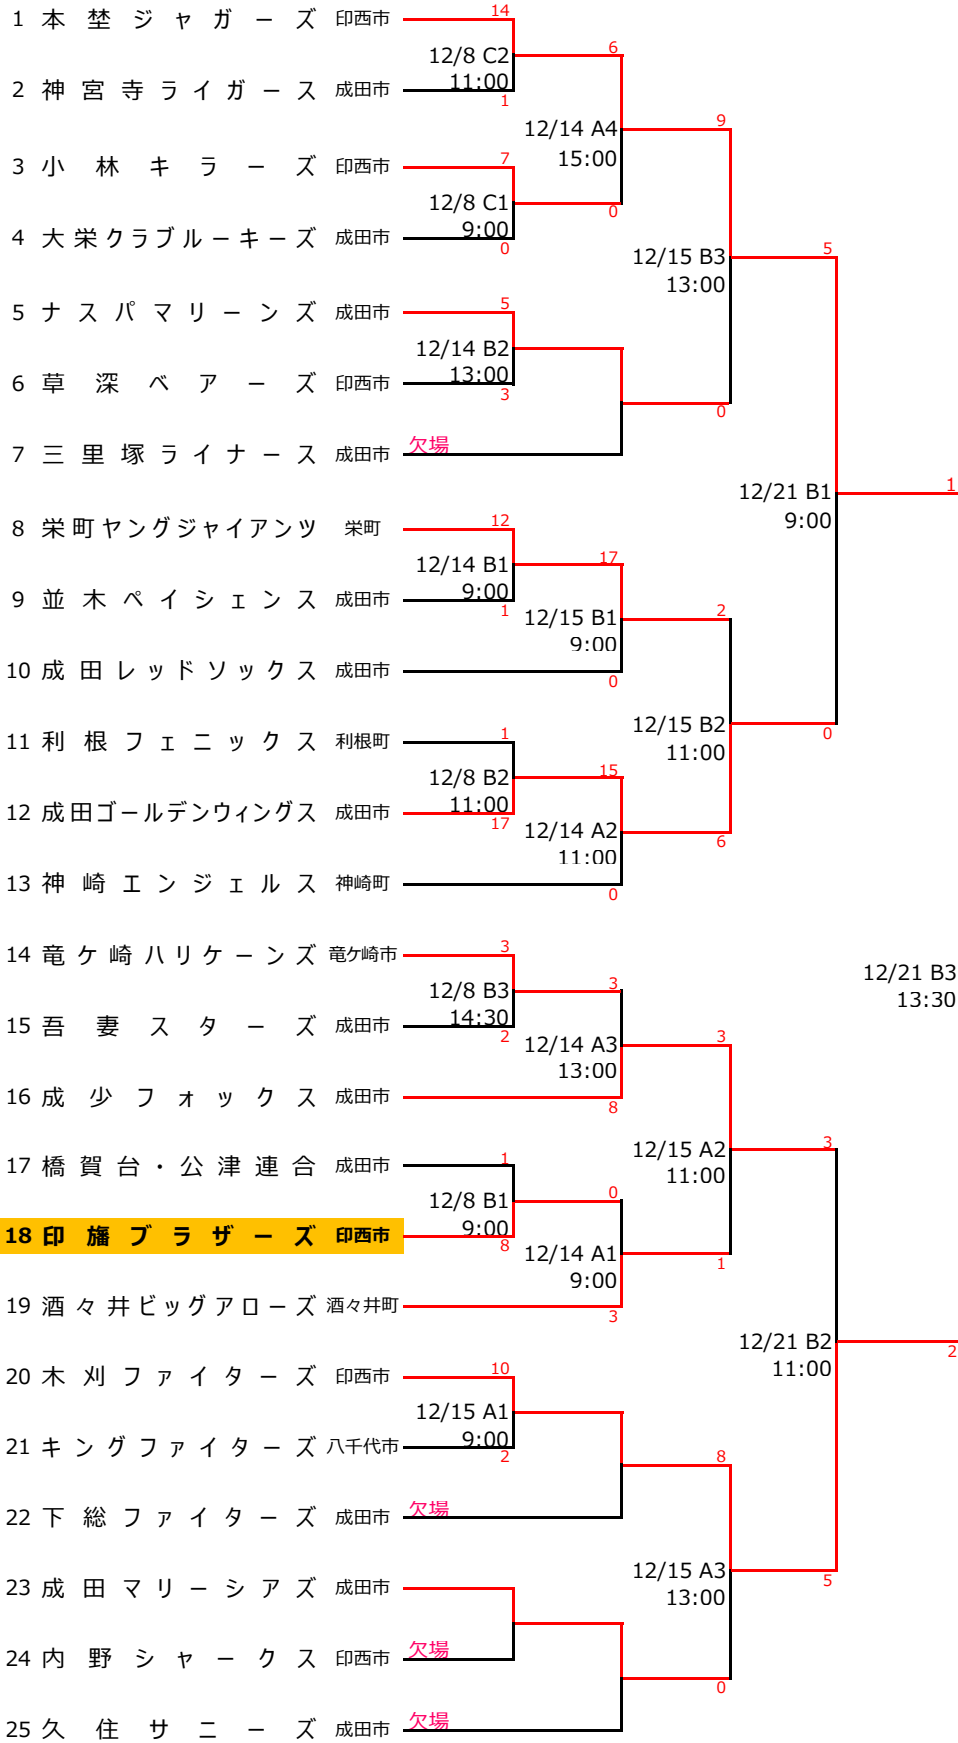 1 本埜ジャガーズ 印西市 14
12/8 C2 6
11:00
2 神宮寺ライガース 成田市 1
12/14 A4 9
15:00
3 小林キラーズ 印西市 7
12/8 C1 0
9:00
4 大栄クラブルーキーズ 成田市 0
12/15 B3 5
13:00
5 ナスパマリーンズ 成田市 5
12/14 B2
13:00
6 草深ベアーズ 印西市 3
0
7 三里塚ライナース 成田市 欠場
12/21 B1 1
9:00
8 栄町ヤングジャイアンツ 栄町 12
12/14 B1 17
9:00
9 並木ペイシェンス 成田市 1
12/15 B1 2
9:00
10 成田レッドソックス 成田市 0
12/15 B2 0
11:00
11 利根フェニックス 利根町 1
12/8 B2 15
11:00
12 成田ゴールデンウィングス 成田市 17
12/14 A2 6
11:00
13 神崎エンジェルス 神崎町 0
14 竜ケ崎ハリケーンズ 竜ケ崎市 3
12/21 B3
13:30
12/8 B3 3
14:30
15 吾妻スターズ 成田市 2
12/14 A3 3
13:00
16 成少フォックス 成田市 8
12/15 A2 3
11:00
17 橋賀台・公津連合 成田市 1
12/8 B1 0
9:00
18 印旛ブラザーズ 印西市 8
12/14 A1 1
9:00
19 酒々井ビッグアローズ 酒々井町 3
12/21 B2 2
11:00
20 木刈ファイターズ 印西市 10
12/15 A1
9:00
21 キングファイターズ 八千代市 2
8
22 下総ファイターズ 成田市 欠場
12/15 A3 5
13:00
23 成田マリーシアズ 成田市
24 内野シャークス 印西市 欠場
0
25 久住サニーズ 成田市 欠場